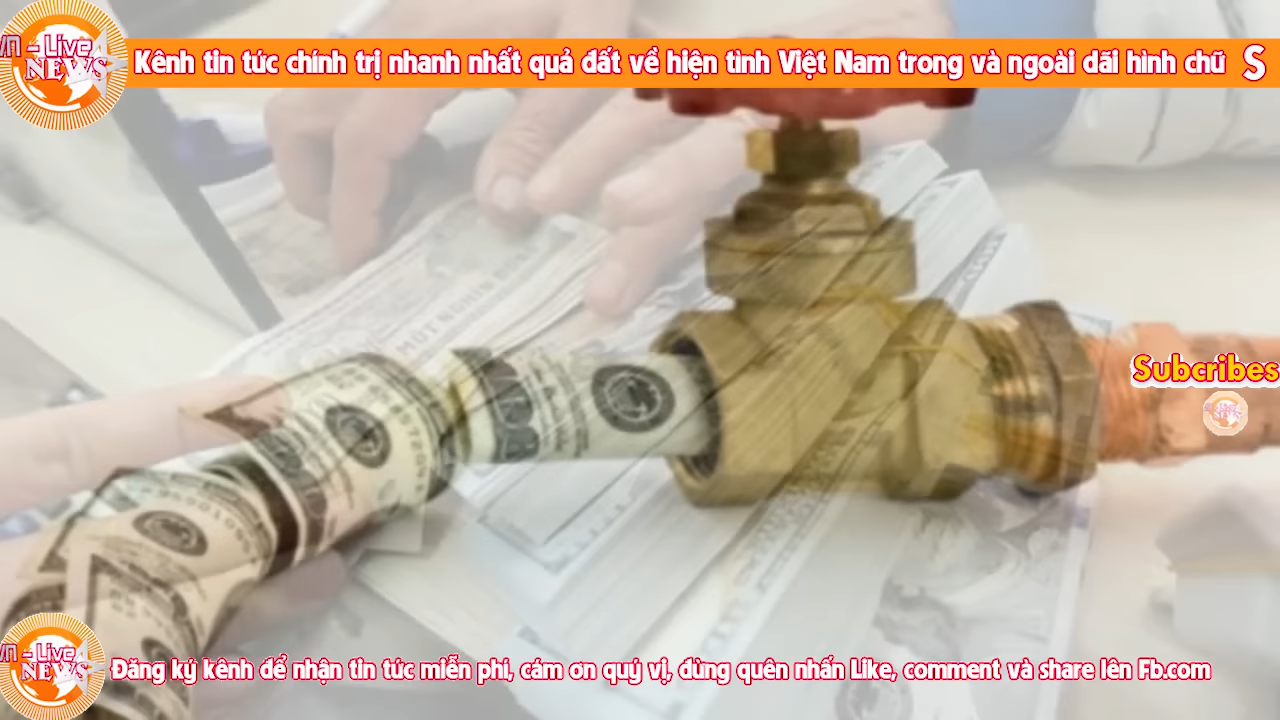 vn - Live
NEWS
Kênh tin tức chính trị nhanh nhất quả đất về hiện tình Việt Nam trong và ngoài dãi hình chữ S
Subcribes
vn - Live
NEWS
Đăng ký kênh để nhận tin tức miễn phí, cám ơn quý vị, đừng quên nhấn Like, comment và share lên Fb.com